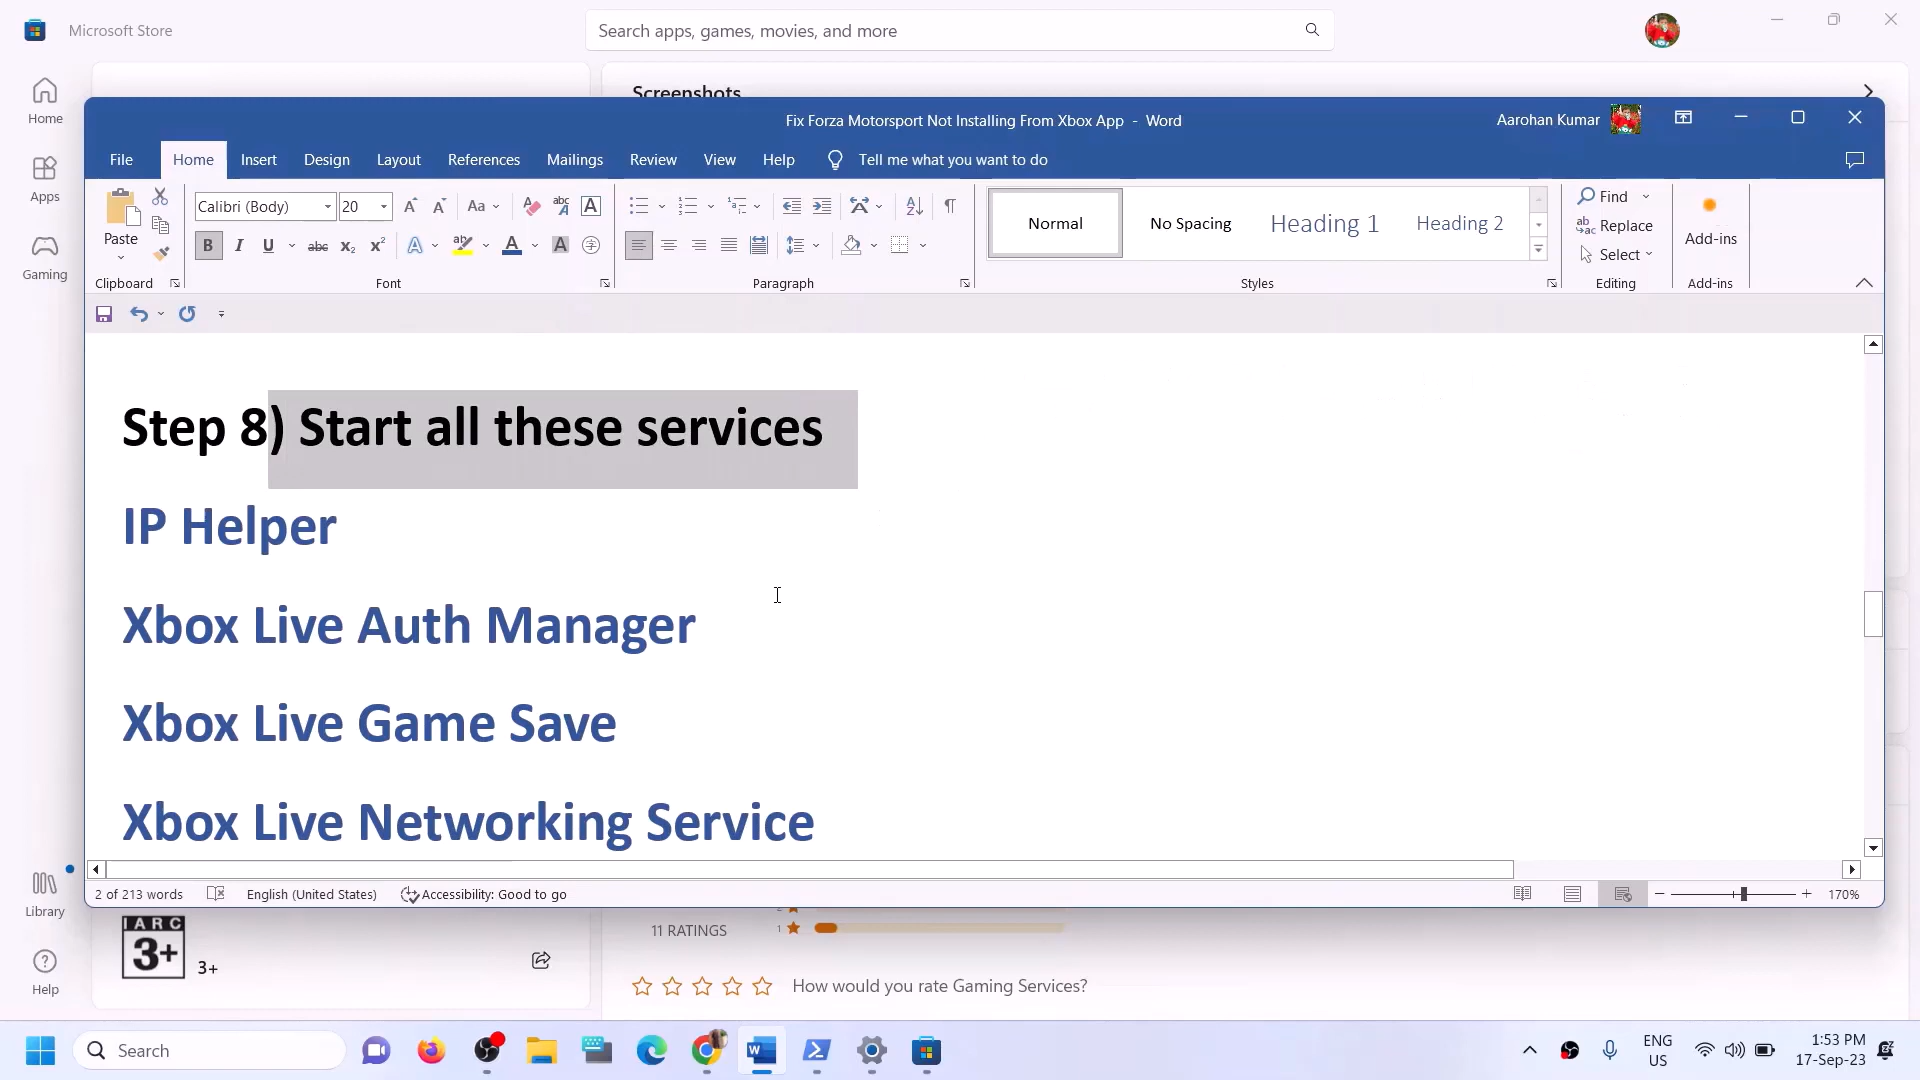 Microsoft Store
Search apps, games, movies, and more
Home
Apps
Gaming
Library
Help
Screenshots
Fix Forza Motorsport Not Installing From Xbox App - Word
Aarohan Kumar
File Home Insert Design Layout References Mailings Review View Help Tell me what you want to do
Paste
Clipboard
Calibri (Body) 20
Font
Paragraph
Normal
No Spacing
Heading 1
Heading 2
Styles
Find
Replace
Select
Editing
Add-ins
Add-ins
Step 8) Start all these services
IP Helper
Xbox Live Auth Manager
Xbox Live Game Save
Xbox Live Networking Service
2 of 213 words English (United States) Accessibility: Good to go 170%
IARC
3+
3+
11 RATINGS
1
How would you rate Gaming Services?
Search
ENG
US
1:53 PM
17-Sep-23